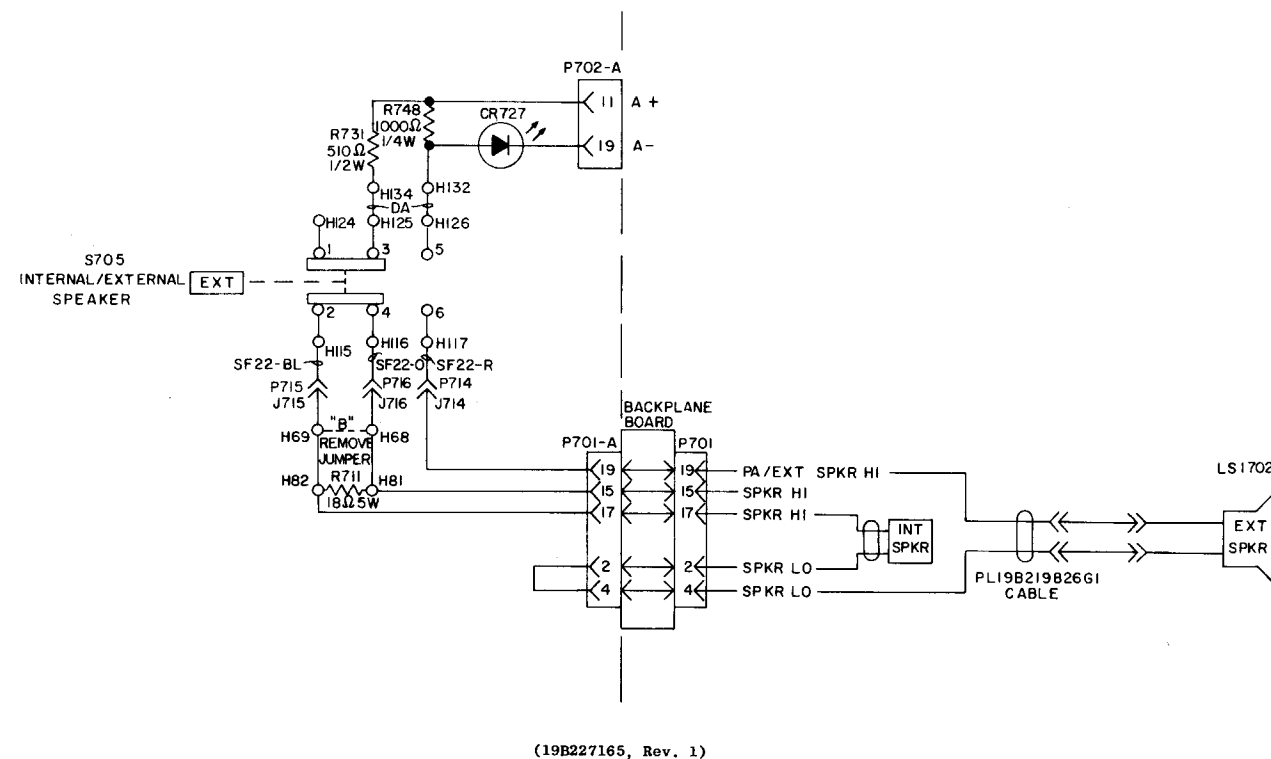 P702-A
11 A+
R748
1000Ω
1/4W
CR727
R731
510Ω
1/2W
19 A-
H134
H132
DA
H124
H125
H126
1
3
5
S705
INTERNAL/EXTERNAL
SPEAKER
EXT
2
4
6
H115
H116
H117
SF22-BL
SF22-O
SF22-R
P715
P716
P714
J715
J716
J714
"B"
H69
H68
REMOVE
JUMPER
H82
R711
H81
18Ω 5W
BACKPLANE
BOARD
P701-A
P701
19
19
PA/EXT SPKR HI
15
15
SPKR HI
17
17
SPKR HI
INT
SPKR
2
2
SPKR LO
4
4
SPKR LO
LS1702
EXT
SPKR
PL19B219826G1
CABLE
(19B227165, Rev. 1)